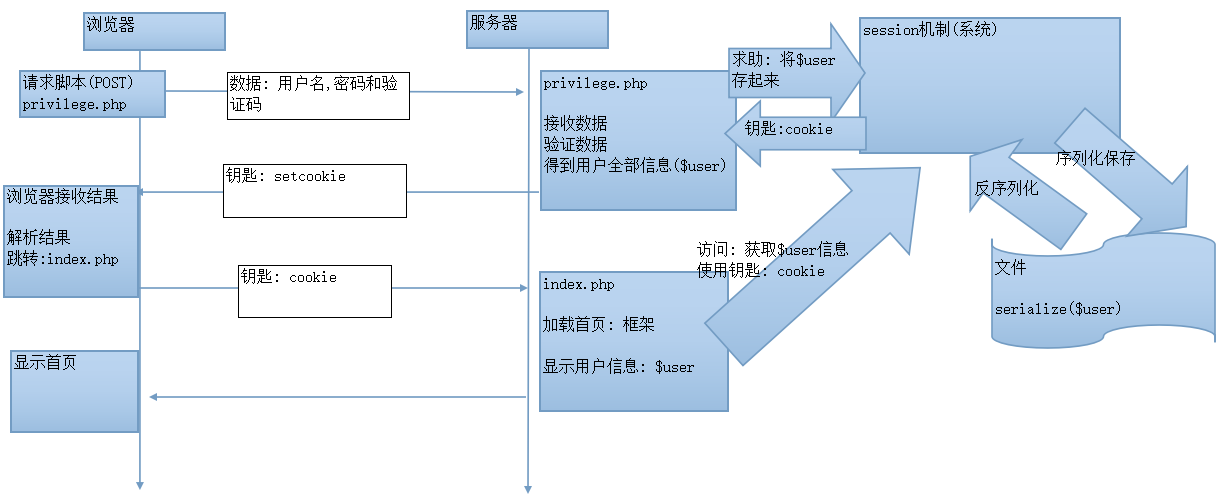 浏览器
服务器
session机制(系统)
请求脚本(POST)
privilege.php
数据: 用户名,密码和验
证码
privilege.php
接收数据
验证数据
得到用户全部信息($user)
求助: 将$user
存起来
钥匙:cookie
序列化保存
反序列化
钥匙: setcookie
浏览器接收结果
解析结果
跳转:index.php
访问: 获取$user信息
使用钥匙: cookie
文件
serialize($user)
钥匙: cookie
index.php
加载首页: 框架
显示用户信息: $user
显示首页